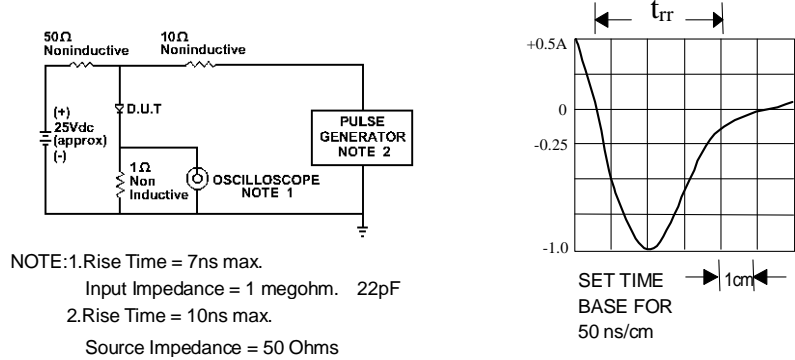 50Ω
Noninductive
10Ω
Noninductive
(+)
25Vdc
(approx)
(-)
D.U.T
1Ω
Non
Inductive
OSCILLOSCOPE
NOTE 1
PULSE
GENERATOR
NOTE 2
NOTE:1.Rise Time = 7ns max.
Input Impedance = 1 megohm. 22pF
2.Rise Time = 10ns max.
Source Impedance = 50 Ohms
trr
+0.5A
0
-0.25
-1.0
1cm
SET TIME
BASE FOR
50 ns/cm